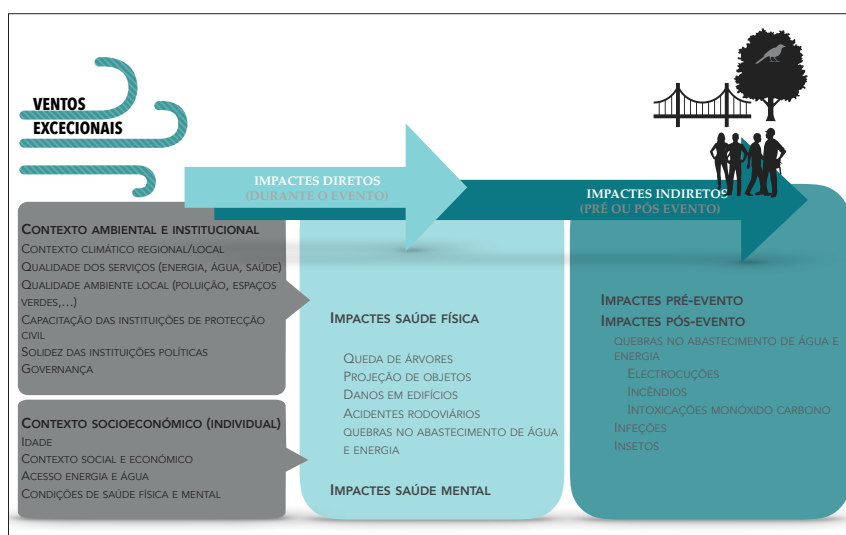 VENTOS
EXCECIONAIS
IMPACTES DIRETOS
(DURANTE O EVENTO)
IMPACTES INDIRETOS
(PRÉ OU PÓS EVENTO)
CONTEXTO AMBIENTAL E INSTITUCIONAL
CONTEXTO CLIMÁTICO REGIONAL/LOCAL
QUALIDADE DOS SERVIÇOS (ENERGIA, ÁGUA, SAÚDE)
QUALIDADE AMBIENTE LOCAL (POLUIÇÃO, ESPAÇOS
VERDES,...)
CAPACITAÇÃO DAS INSTITUIÇÕES DE PROTECÇÃO
CIVIL
SOLIDEZ DAS INSTITUIÇÕES POLÍTICAS
GOVERNANÇA
CONTEXTO SOCIOECONÓMICO (INDIVIDUAL)
IDADE
CONTEXTO SOCIAL E ECONÓMICO
ACESSO ENERGIA E ÁGUA
CONDIÇÕES DE SAÚDE FÍSICA E MENTAL
IMPACTES SAÚDE FÍSICA
QUEDA DE ÁRVORES
PROJEÇÃO DE OBJETOS
DANOS EM EDIFÍCIOS
ACIDENTES RODOVIÁRIOS
QUEBRAS NO ABASTECIMENTO DE ÁGUA
E ENERGIA
IMPACTES SAÚDE MENTAL
IMPACTES PRÉ-EVENTO
IMPACTES PÓS-EVENTO
QUEBRAS NO ABASTECIMENTO DE ÁGUA E
ENERGIA
ELECTROCUÇÕES
INCÊNDIOS
INTOXICAÇÕES MONÓXIDO CARBONO
INFEÇÕES
INSETOS